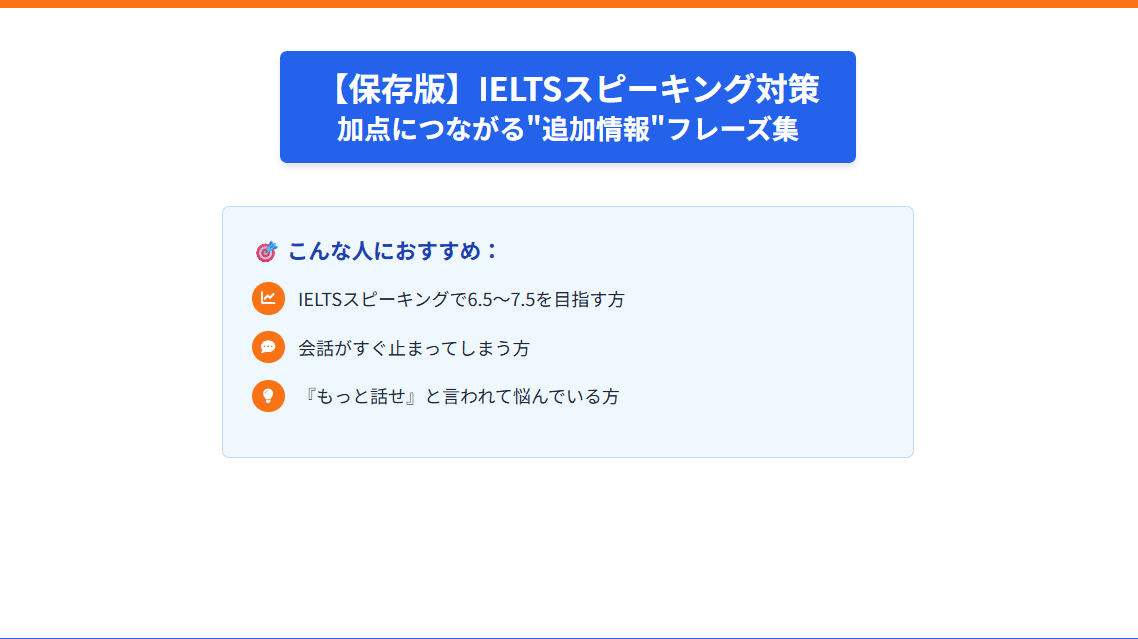 【保存版】IELTSスピーキング対策
加点につながる"追加情報"フレーズ集
こんな人におすすめ：
IELTSスピーキングで6.5〜7.5を目指す方
会話がすぐ止まってしまう方
『もっと話せ』と言われて悩んでいる方